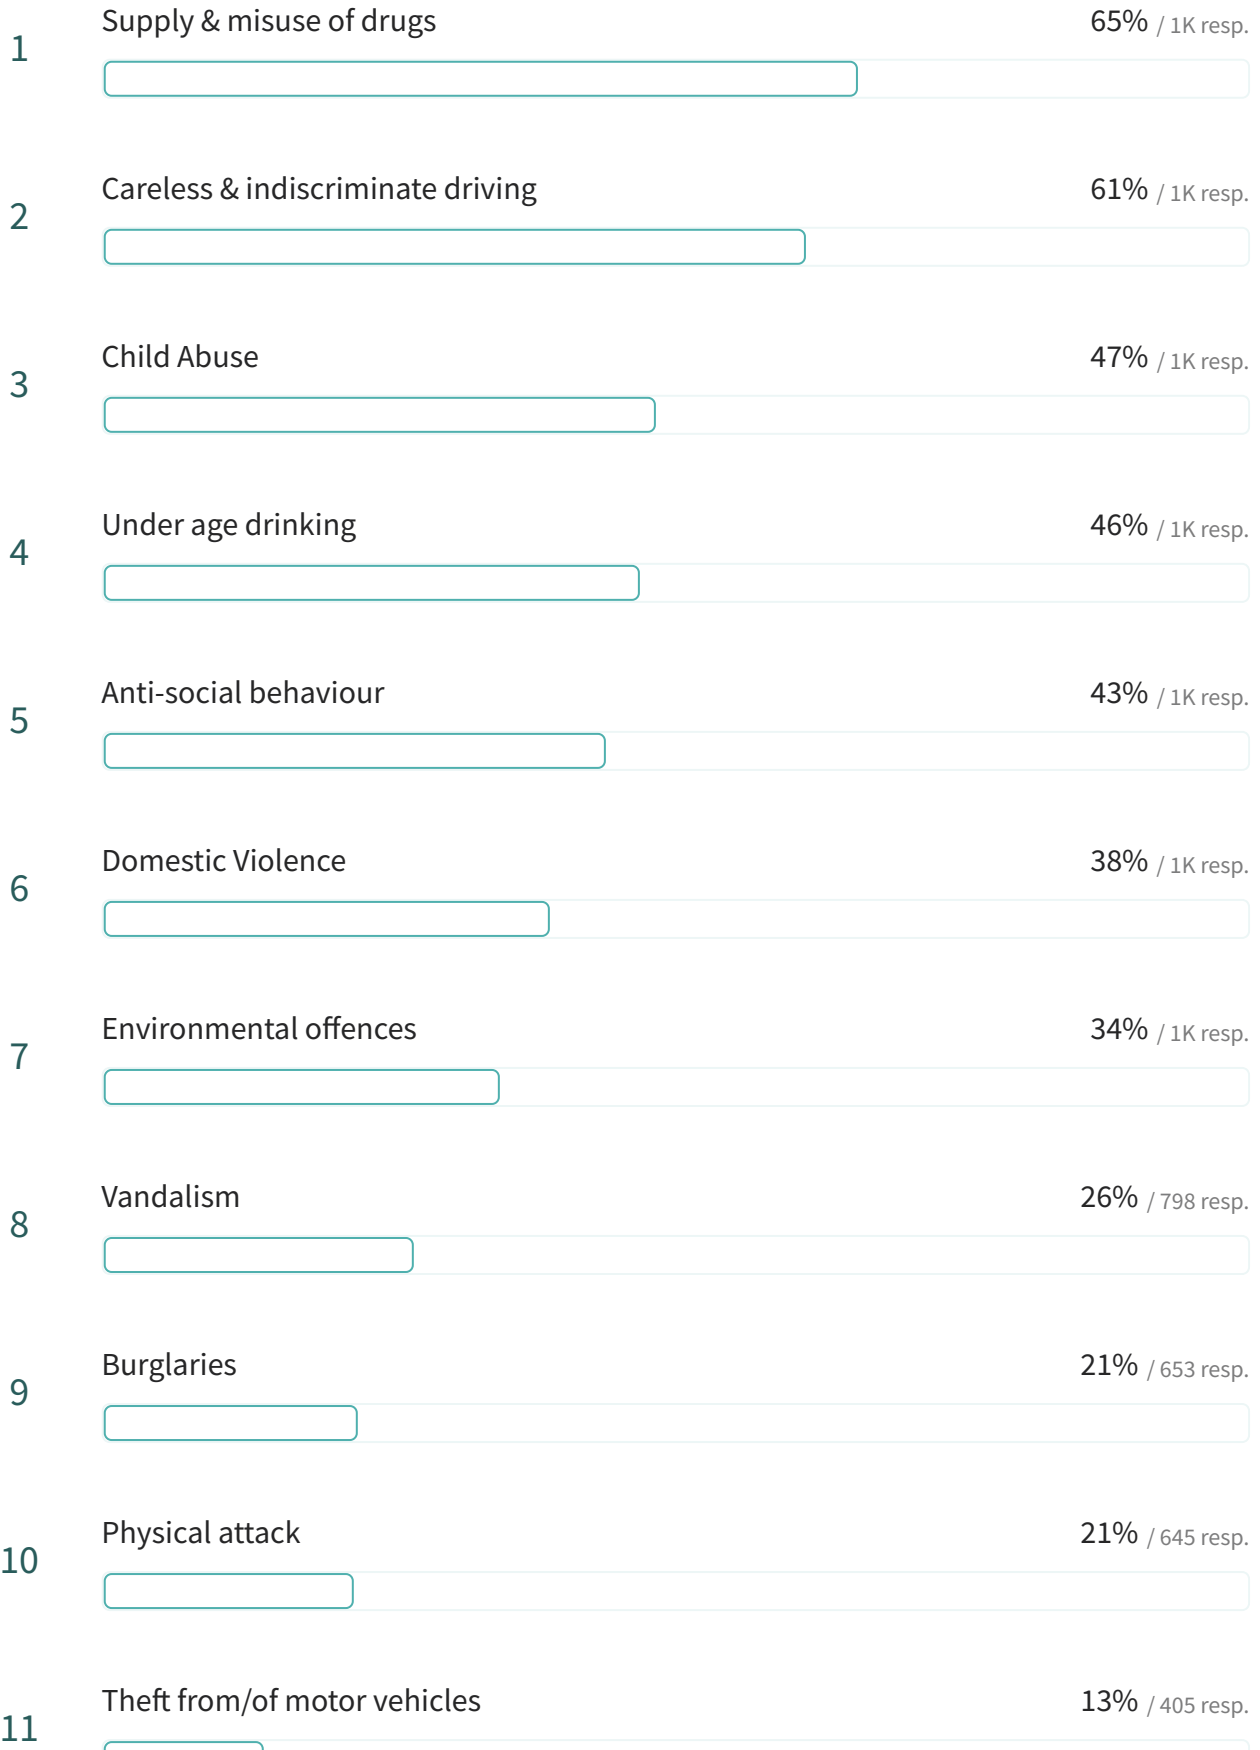 1
Supply & misuse of drugs 65% / 1K resp.
2
Careless & indiscriminate driving 61% / 1K resp.
3
Child Abuse 47% / 1K resp.
4
Under age drinking 46% / 1K resp.
5
Anti-social behaviour 43% / 1K resp.
6
Domestic Violence 38% / 1K resp.
7
Environmental offences 34% / 1K resp.
8
Vandalism 26% / 798 resp.
9
Burglaries 21% / 653 resp.
10
Physical attack 21% / 645 resp.
11
Theft from/of motor vehicles 13% / 405 resp.